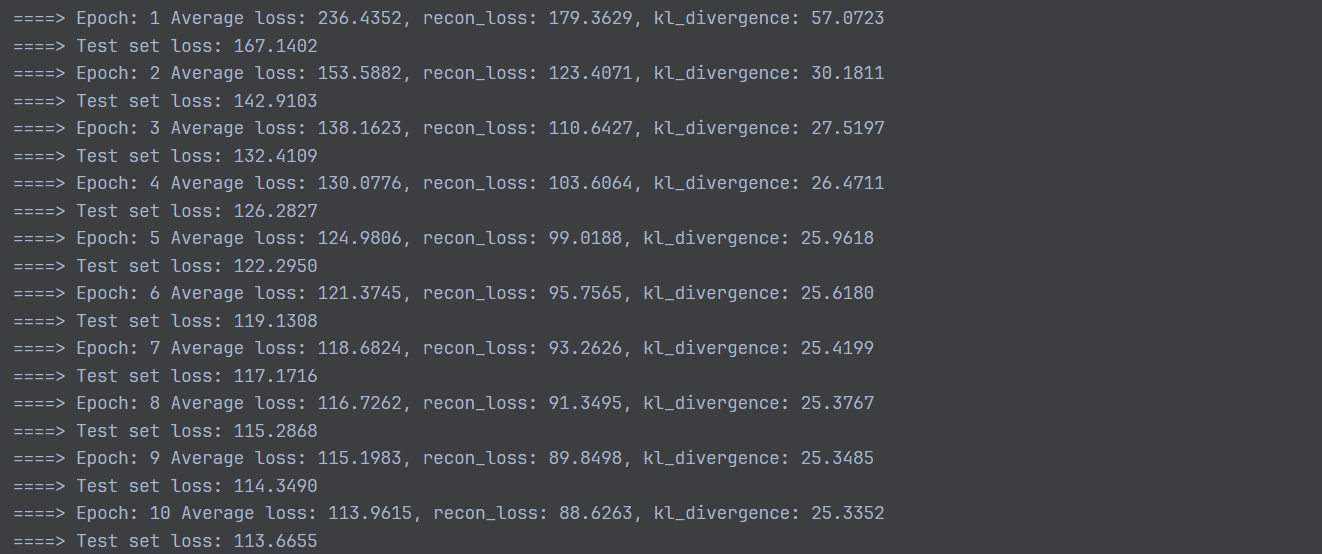 ====> Epoch: 1 Average loss: 236.4352, recon_loss: 179.3629, kl_divergence: 57.0723
====> Test set loss: 167.1402
====> Epoch: 2 Average loss: 153.5882, recon_loss: 123.4071, kl_divergence: 30.1811
====> Test set loss: 142.9103
====> Epoch: 3 Average loss: 138.1623, recon_loss: 110.6427, kl_divergence: 27.5197
====> Test set loss: 132.4109
====> Epoch: 4 Average loss: 130.0776, recon_loss: 103.6064, kl_divergence: 26.4711
====> Test set loss: 126.2827
====> Epoch: 5 Average loss: 124.9806, recon_loss: 99.0188, kl_divergence: 25.9618
====> Test set loss: 122.2950
====> Epoch: 6 Average loss: 121.3745, recon_loss: 95.7565, kl_divergence: 25.6180
====> Test set loss: 119.1308
====> Epoch: 7 Average loss: 118.6824, recon_loss: 93.2626, kl_divergence: 25.4199
====> Test set loss: 117.1716
====> Epoch: 8 Average loss: 116.7262, recon_loss: 91.3495, kl_divergence: 25.3767
====> Test set loss: 115.2868
====> Epoch: 9 Average loss: 115.1983, recon_loss: 89.8498, kl_divergence: 25.3485
====> Test set loss: 114.3490
====> Epoch: 10 Average loss: 113.9615, recon_loss: 88.6263, kl_divergence: 25.3352
====> Test set loss: 113.6655